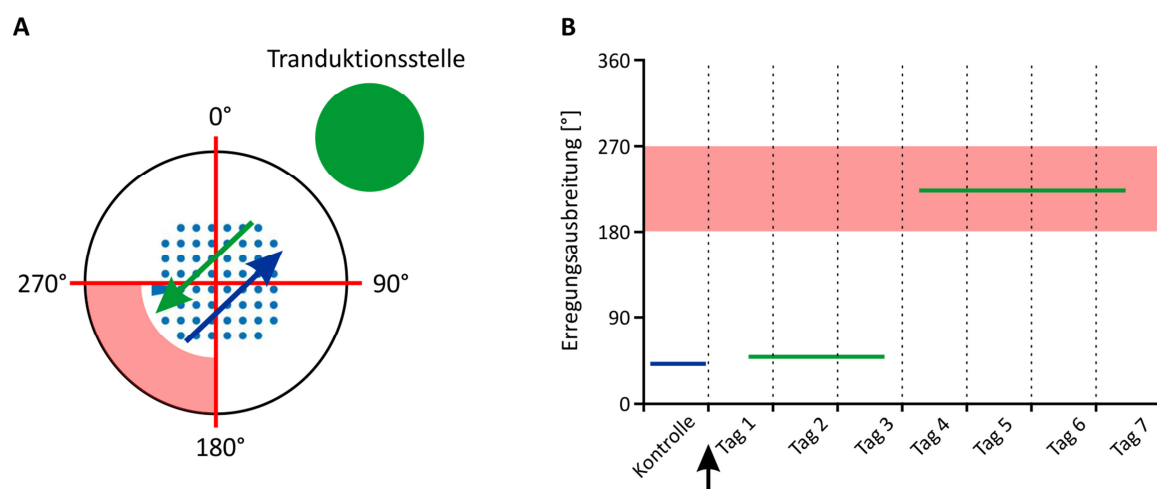 A
Tranduktionsstelle
0°
270°
90°
180°
B
Erregungsausbreitung [°]
360
270
180
90
0
Kontrolle
Tag 1
Tag 2
Tag 3
Tag 4
Tag 5
Tag 6
Tag 7